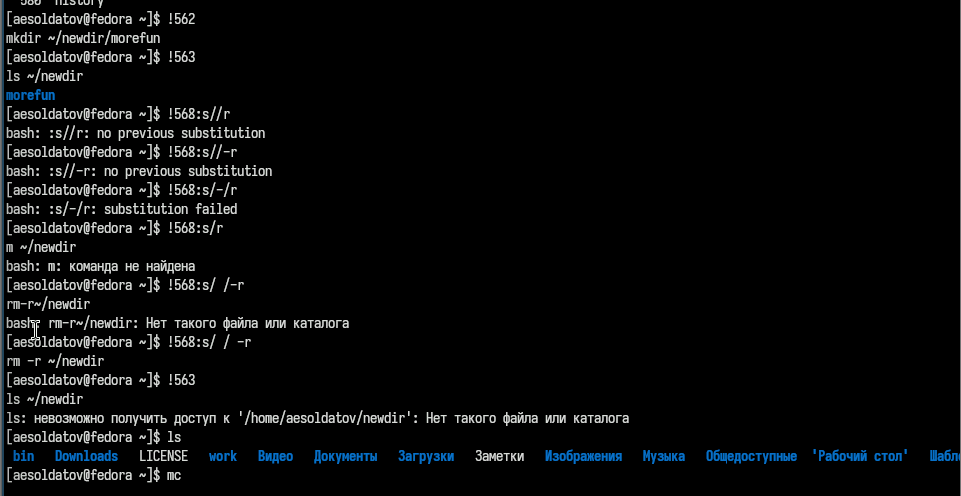 580  history
[aesoldatov@fedora ~]$ !562
mkdir ~/newdir/morefun
[aesoldatov@fedora ~]$ !563
ls ~/newdir
morefun
[aesoldatov@fedora ~]$ !568:s//r
bash: :s//r: no previous substitution
[aesoldatov@fedora ~]$ !568:s//-r
bash: :s//-r: no previous substitution
[aesoldatov@fedora ~]$ !568:s/-/r
bash: :s/-/r: substitution failed
[aesoldatov@fedora ~]$ !568:s/r
m ~/newdir
bash: m: команда не найдена
[aesoldatov@fedora ~]$ !568:s/ /-r
rm-r~/newdir
bash: rm-r~/newdir: Нет такого файла или каталога
[aesoldatov@fedora ~]$ !568:s/ / -r
rm -r ~/newdir
[aesoldatov@fedora ~]$ !563
ls ~/newdir
ls: невозможно получить доступ к '/home/aesoldatov/newdir': Нет такого файла или каталога
[aesoldatov@fedora ~]$ ls
bin  Downloads  LICENSE  work  Видео  Документы  Загрузки  Заметки  Изображения  Музыка  Общедоступные  'Рабочий стол'  Шабл
[aesoldatov@fedora ~]$ mc